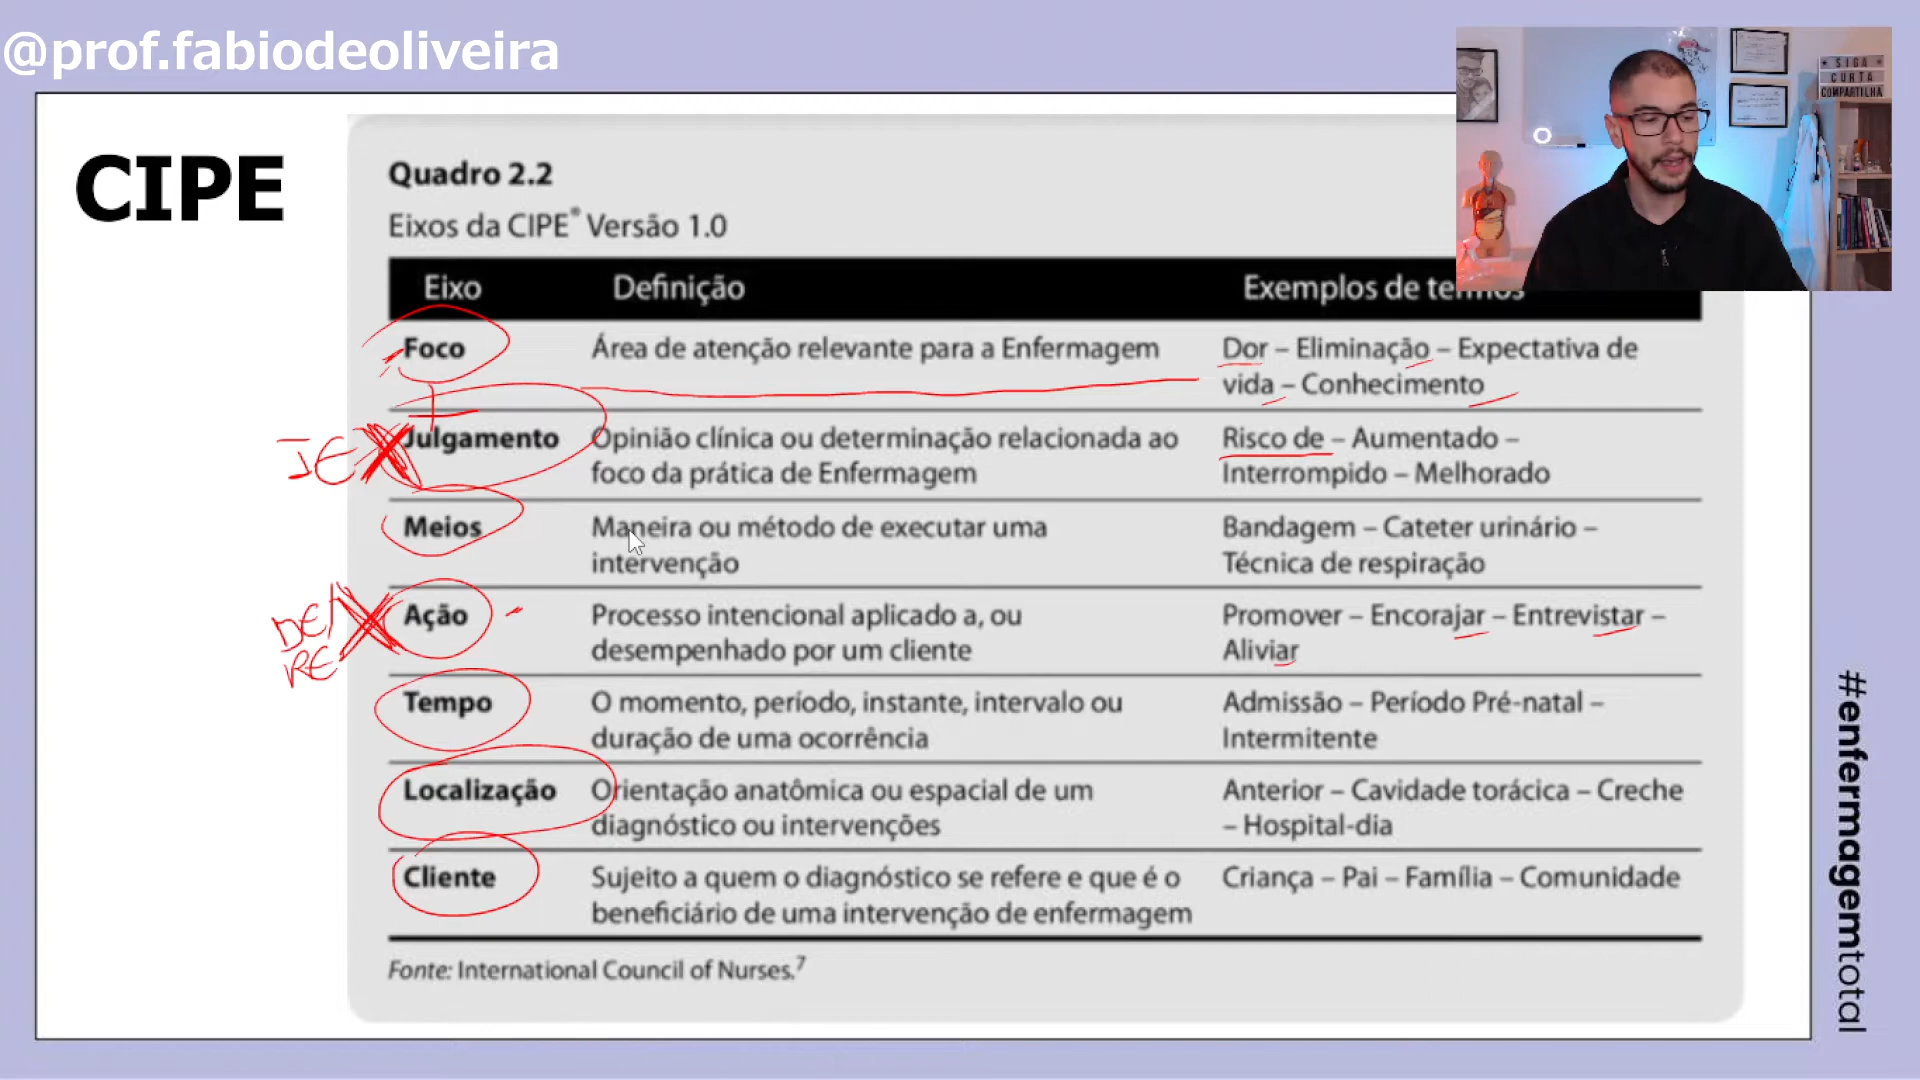 @prof.fabiodeoliveira
SIGA
CURTA
COMPARTILHA
CIPE
Quadro 2.2
Eixos da CIPE® Versão 1.0
Eixo Definição Exemplos de termos
Foco Área de atenção relevante para a Enfermagem Dor – Eliminação – Expectativa de
vida – Conhecimento
IE Julgamento Opinião clínica ou determinação relacionada ao Risco de – Aumentado –
foco da prática de Enfermagem Interrompido – Melhorado
Meios Maneira ou método de executar uma Bandagem – Cateter urinário –
intervenção Técnica de respiração
DE/ Ação Processo intencional aplicado a, ou Promover – Encorajar – Entrevistar –
RE desempenhado por um cliente Aliviar
Tempo O momento, período, instante, intervalo ou Admissão – Período Pré-natal –
duração de uma ocorrência Intermitente
Localização Orientação anatômica ou espacial de um Anterior – Cavidade torácica – Creche
diagnóstico ou intervenções – Hospital-dia
Cliente Sujeito a quem o diagnóstico se refere e que é o Criança – Pai – Família – Comunidade
beneficiário de uma intervenção de enfermagem
Fonte: International Council of Nurses.7
#enfermagemtotal